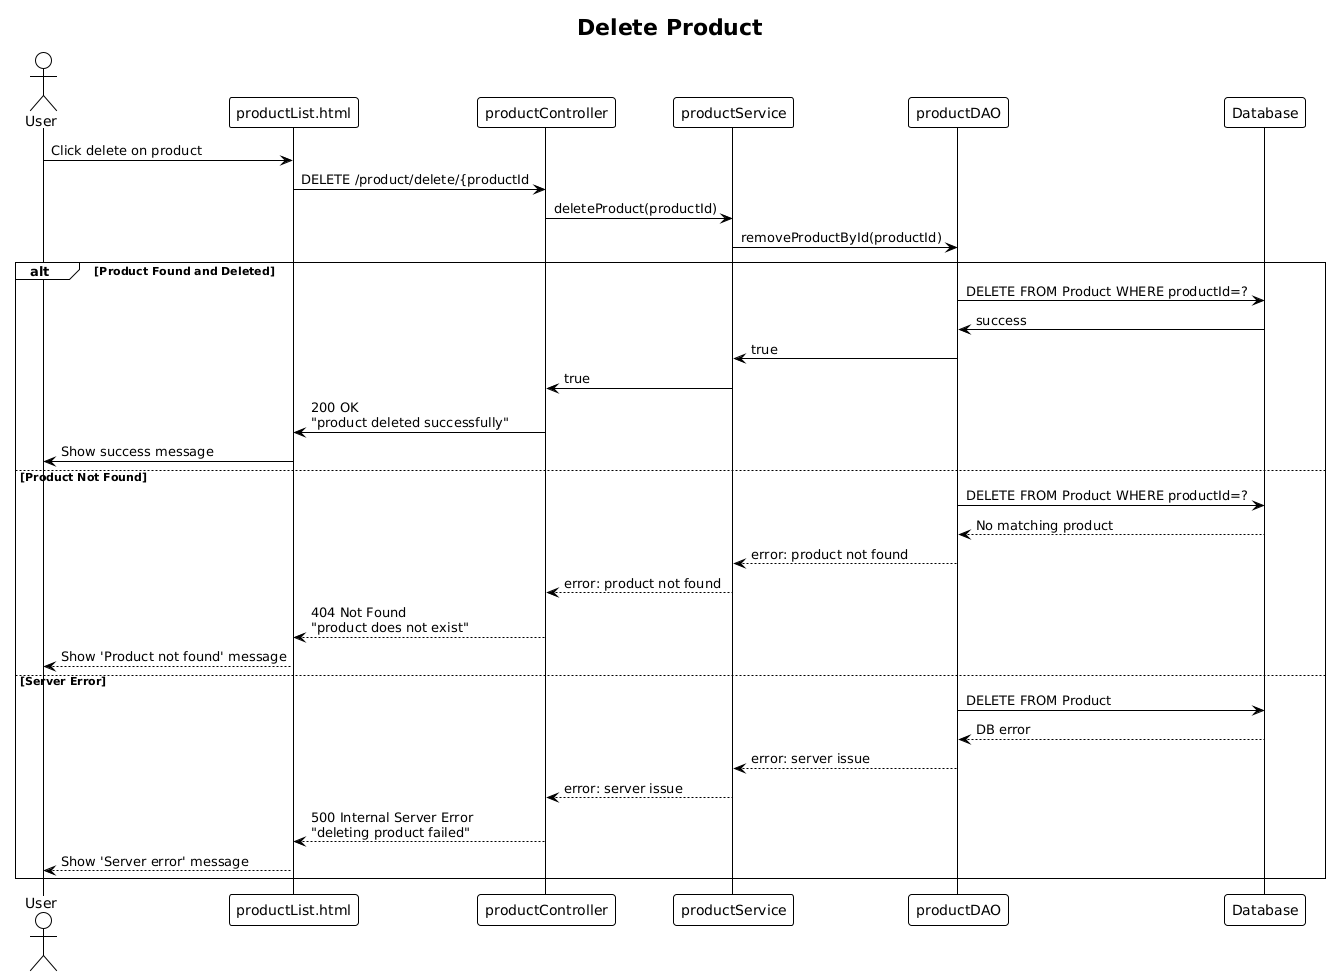 Delete Product
User
productList.html
productController
productService
productDAO
Database
Click delete on product
DELETE /product/delete/{productId
deleteProduct(productId)
removeProductById(productId)
alt
[Product Found and Deleted]
DELETE FROM Product WHERE productId=?
success
true
true
200 OK
"product deleted successfully"
Show success message
[Product Not Found]
DELETE FROM Product WHERE productId=?
No matching product
error: product not found
error: product not found
404 Not Found
"product does not exist"
Show 'Product not found' message
[Server Error]
DELETE FROM Product
DB error
error: server issue
error: server issue
500 Internal Server Error
"deleting product failed"
Show 'Server error' message
User
productList.html
productController
productService
productDAO
Database